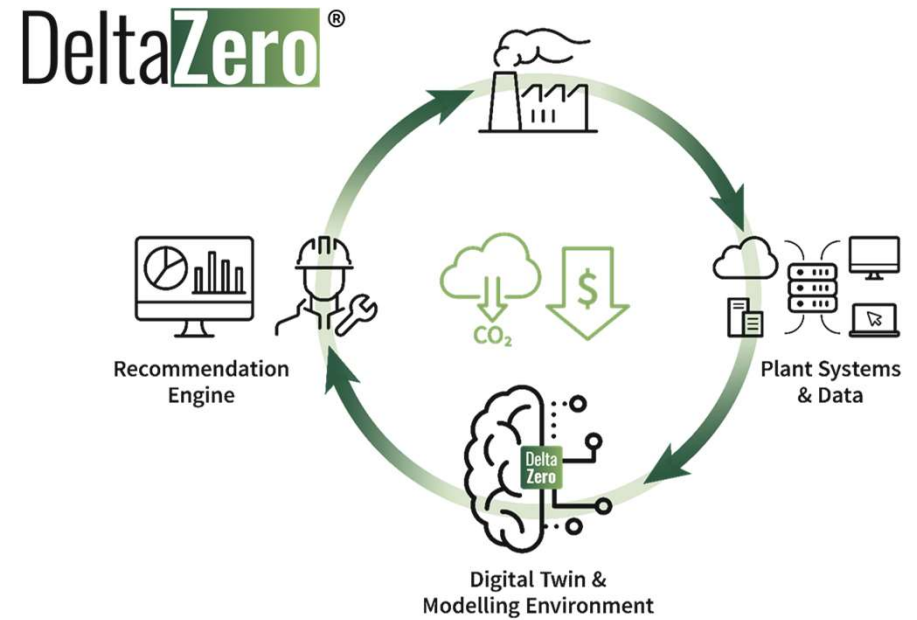 DeltaZero®
$
CO₂
Recommendation
Engine
Plant Systems
& Data
Delta
Zero
Digital Twin &
Modelling Environment